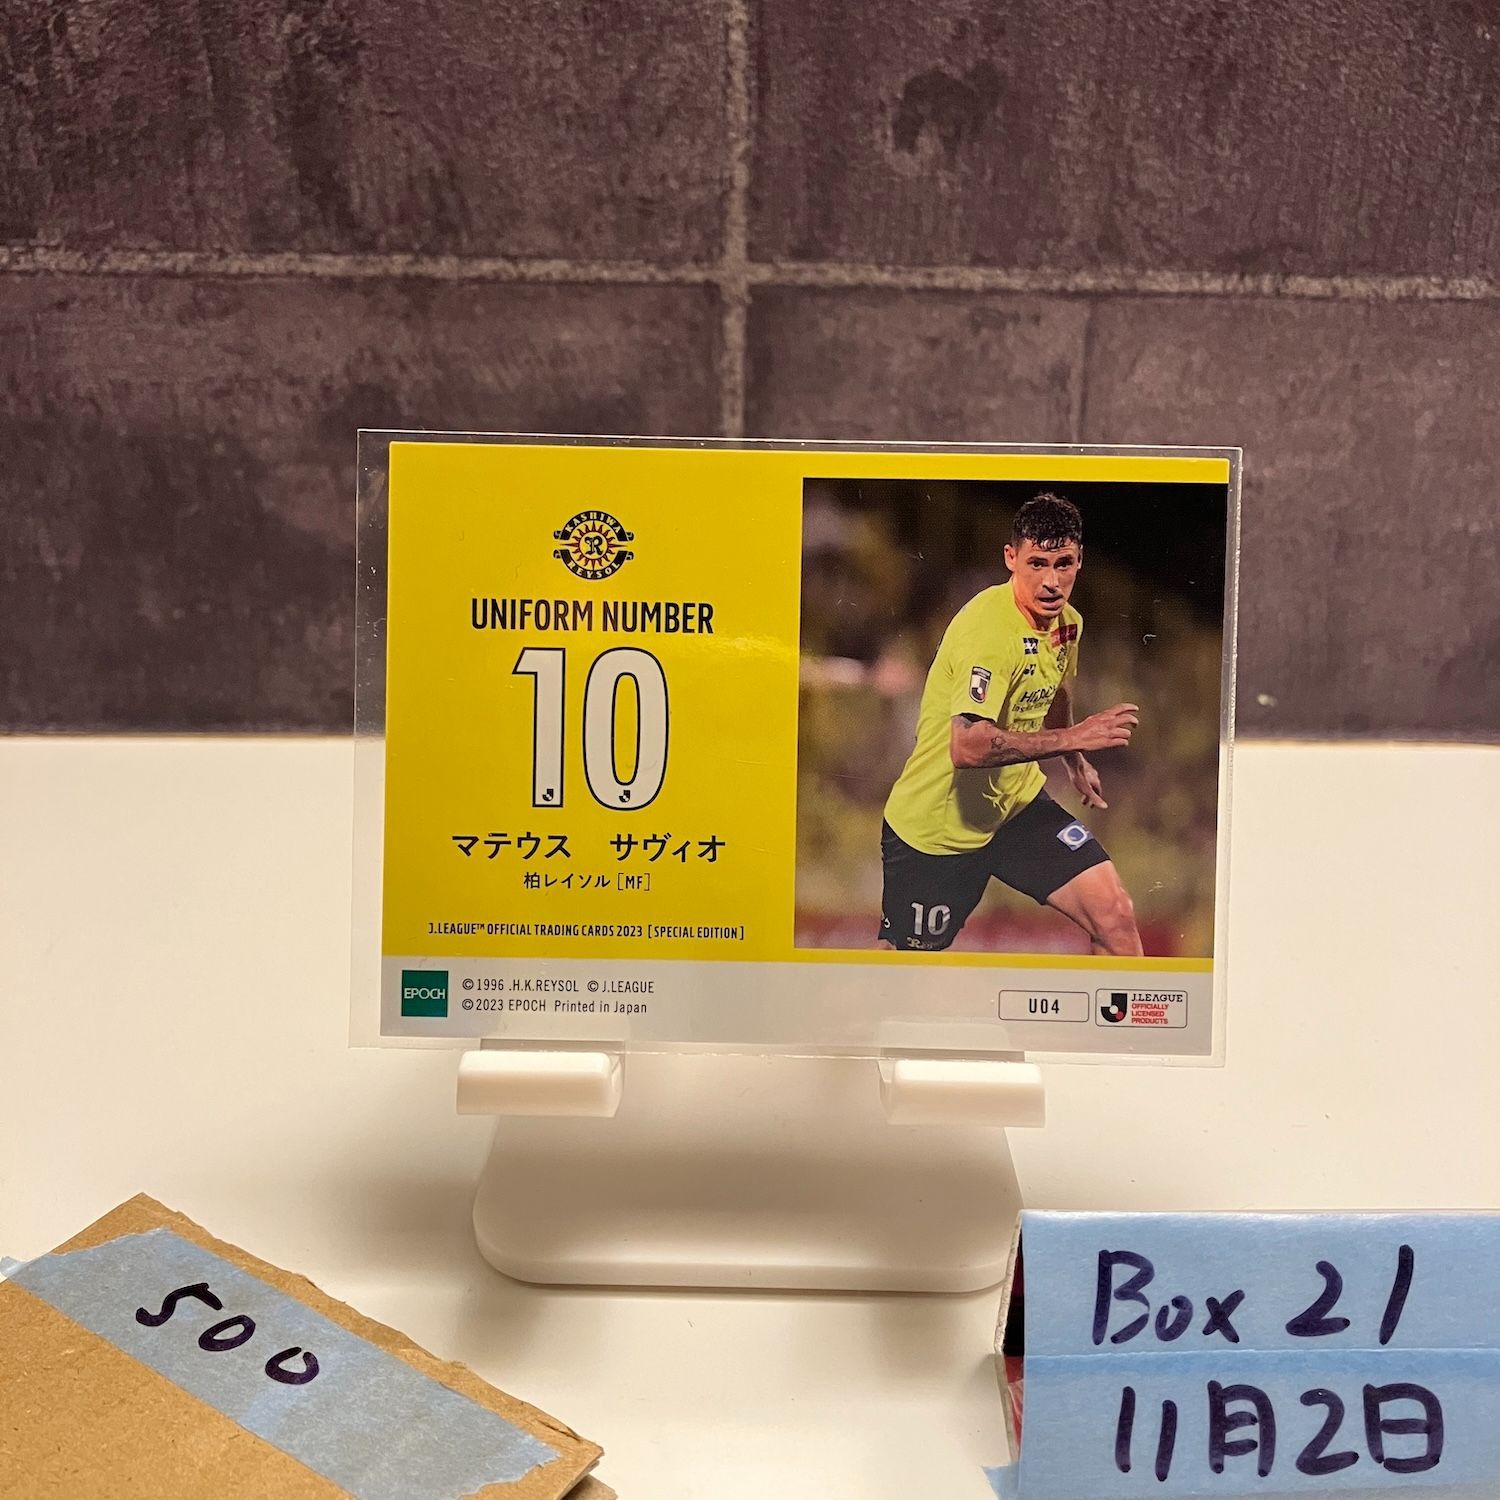 KASHIWA
R
REYSOL
UNIFORM NUMBER
10
マテウス サヴィオ
柏レイソル [MF]
J.LEAGUE™ OFFICIAL TRADING CARDS 2023 [SPECIAL EDITION]
EPOCH
©1996 .H.K.REYSOL ©J.LEAGUE
©2023 EPOCH Printed in Japan
U04
J.LEAGUE
OFFICIALLY
LICENSED
PRODUCTS
10
500
Box 21
11月2日